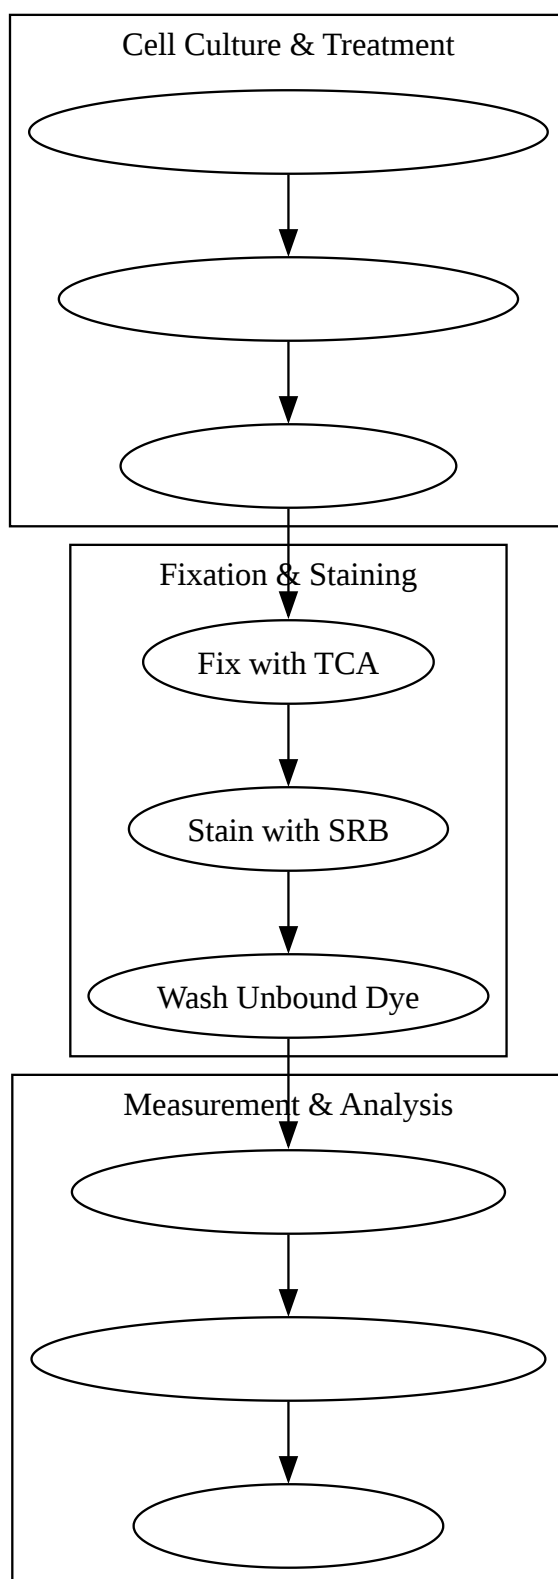 Cell Culture & Treatment
Fixation & Staining
Fix with TCA
Stain with SRB
Wash Unbound Dye
Measurement & Analysis